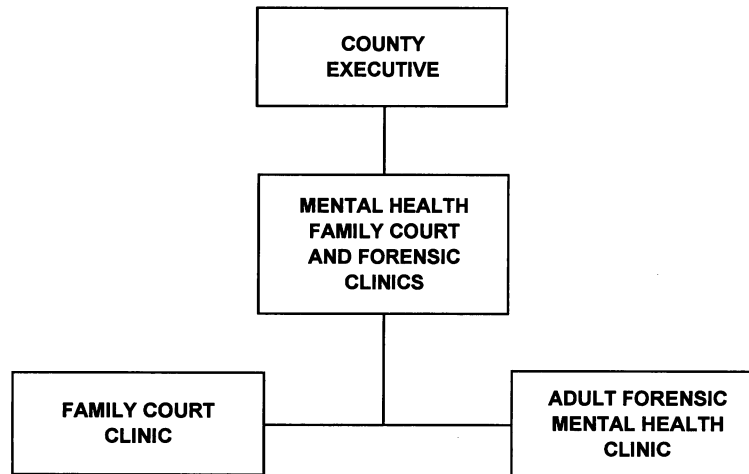 COUNTY
EXECUTIVE
MENTAL HEALTH
FAMILY COURT
AND FORENSIC
CLINICS
FAMILY COURT
CLINIC
ADULT FORENSIC
MENTAL HEALTH
CLINIC